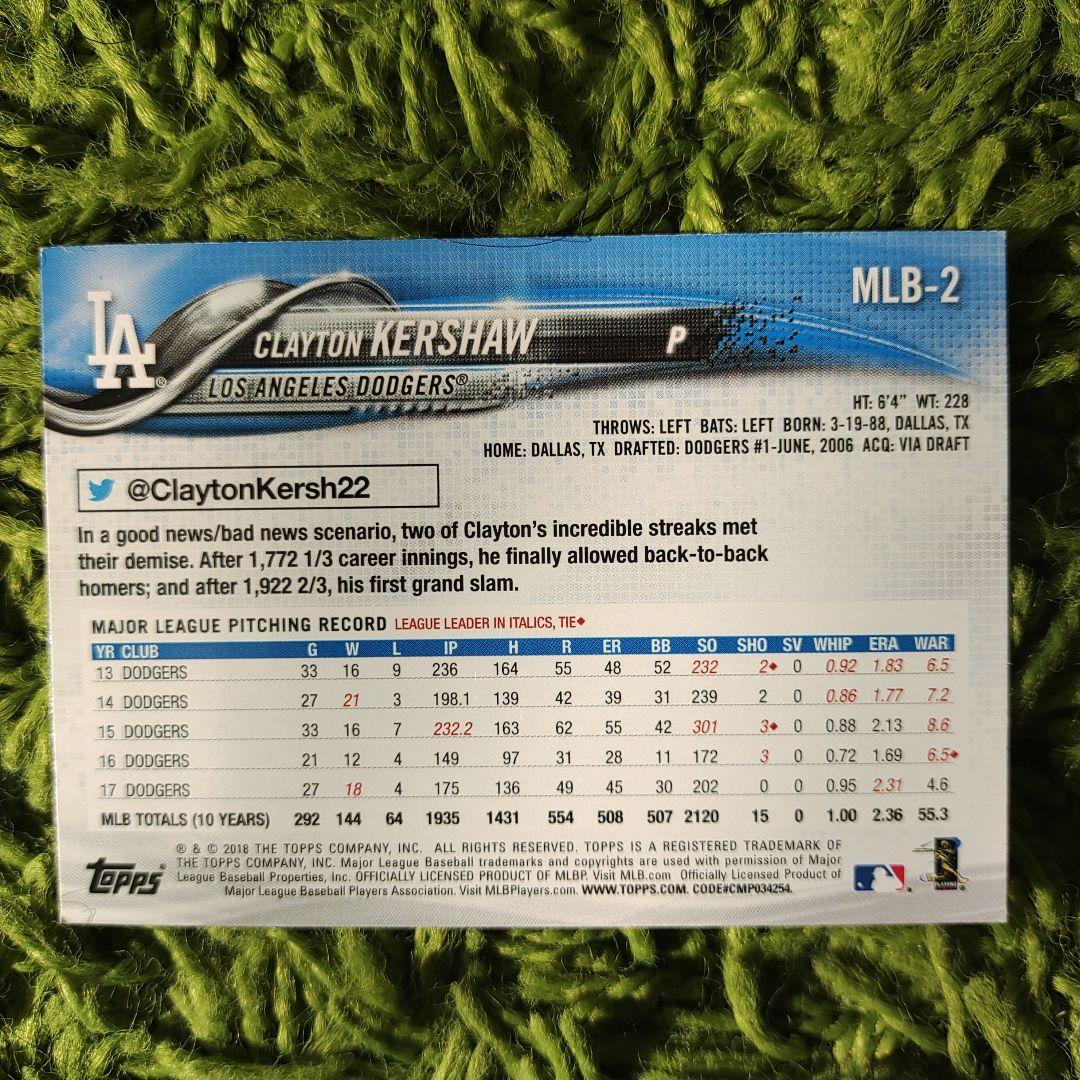 MLB-2
LA®
CLAYTON KERSHAW P
LOS ANGELES DODGERS®
HT: 6'4" WT: 228
THROWS: LEFT BATS: LEFT BORN: 3-19-88, DALLAS, TX
HOME: DALLAS, TX DRAFTED: DODGERS #1-JUNE, 2006 ACQ: VIA DRAFT
@ClaytonKersh22
In a good news/bad news scenario, two of Clayton's incredible streaks met
their demise. After 1,772 1/3 career innings, he finally allowed back-to-back
homers; and after 1,922 2/3, his first grand slam.
MAJOR LEAGUE PITCHING RECORD LEAGUE LEADER IN ITALICS, TIE◆
YR CLUB G W L IP H R ER BB SO SHO SV WHIP ERA WAR
13 DODGERS 33 16 9 236 164 55 48 52 232 2◆ 0 0.92 1.83 6.5
14 DODGERS 27 21 3 198.1 139 42 39 31 239 2 0 0.86 1.77 7.2
15 DODGERS 33 16 7 232.2 163 62 55 42 301 3◆ 0 0.88 2.13 8.6
16 DODGERS 21 12 4 149 97 31 28 11 172 3 0 0.72 1.69 6.5◆
17 DODGERS 27 18 4 175 136 49 45 30 202 0 0 0.95 2.31 4.6
MLB TOTALS (10 YEARS) 292 144 64 1935 1431 554 508 507 2120 15 0 1.00 2.36 55.3
® & © 2018 THE TOPPS COMPANY, INC. ALL RIGHTS RESERVED. TOPPS IS A REGISTERED TRADEMARK OF
THE TOPPS COMPANY, INC. Major League Baseball trademarks and copyrights are used with permission of Major
League Baseball Properties, Inc. OFFICIALLY LICENSED PRODUCT OF MLBP. Visit MLB.com Officially Licensed Product of
Major League Baseball Players Association. Visit MLBPlayers.com. WWW.TOPPS.COM. CODE#CMP034254.
Topps®
PLAYERS